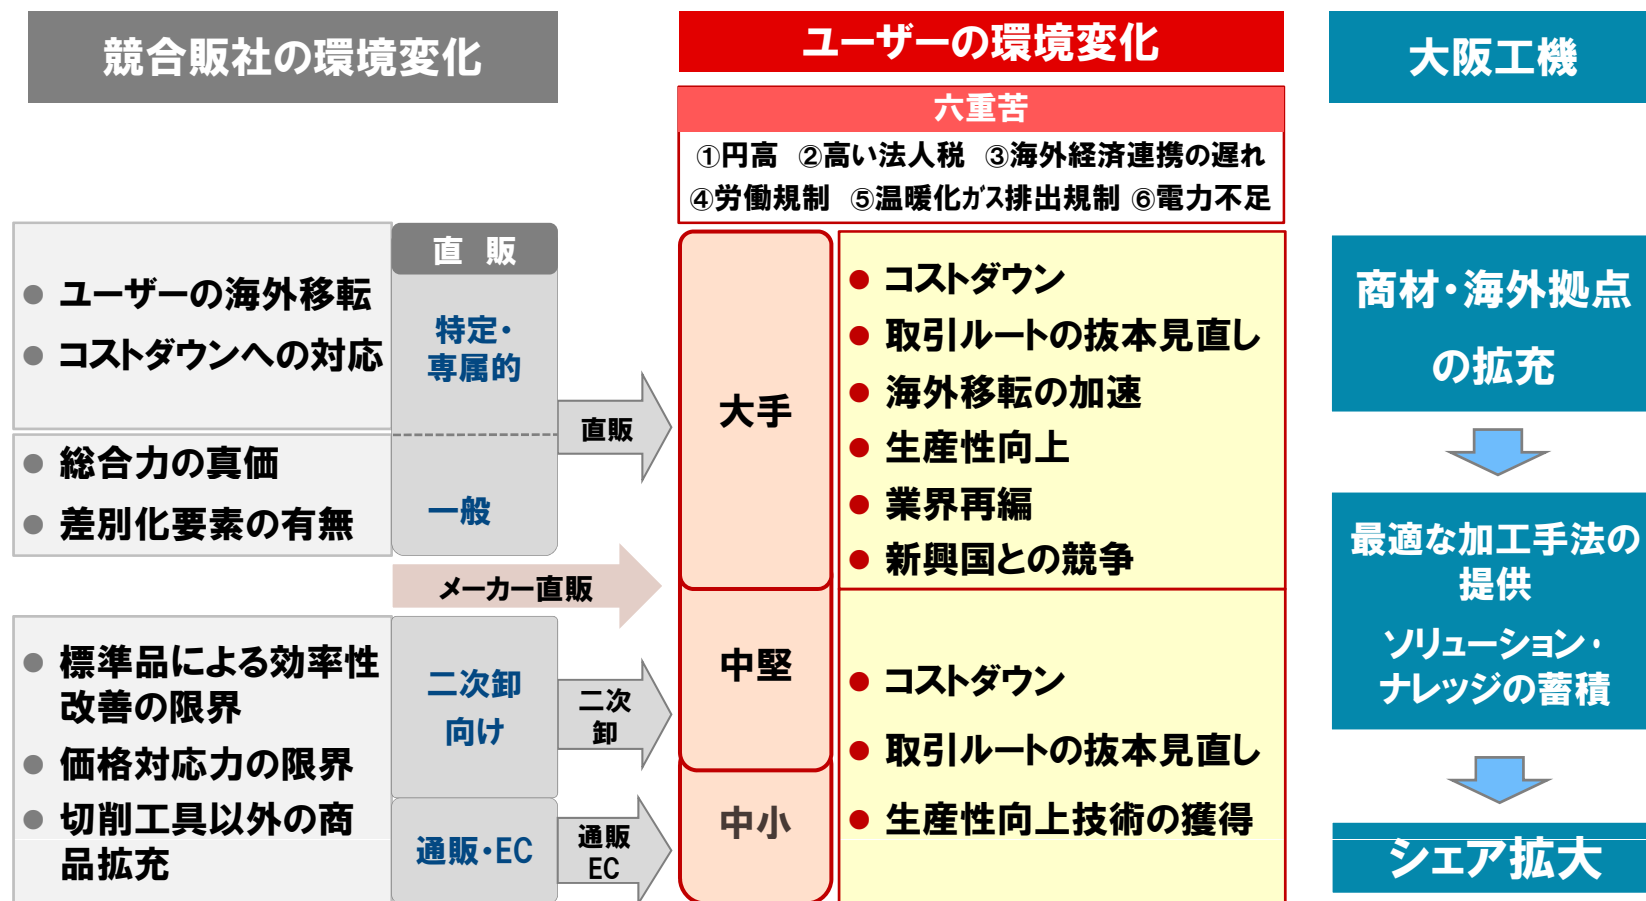 競合販社の環境変化
ユーザーの環境変化
大阪工機
六重苦
①円高 ②高い法人税 ③海外経済連携の遅れ
④労働規制 ⑤温暖化ｶﾞｽ排出規制 ⑥電力不足
● ユーザーの海外移転
● コストダウンへの対応
● 総合力の真価
● 差別化要素の有無
直 販
特定・
専属的
一般
直販
メーカー直販
● 標準品による効率性
改善の限界
● 価格対応力の限界
● 切削工具以外の商
品拡充
二次卸
向け
通販・EC
二次
卸
通販
EC
大手
中堅
中小
● コストダウン
● 取引ルートの抜本見直し
● 海外移転の加速
● 生産性向上
● 業界再編
● 新興国との競争
● コストダウン
● 取引ルートの抜本見直し
● 生産性向上技術の獲得
商材・海外拠点
の拡充
最適な加工手法の
提供
ソリューション・
ナレッジの蓄積
シェア拡大